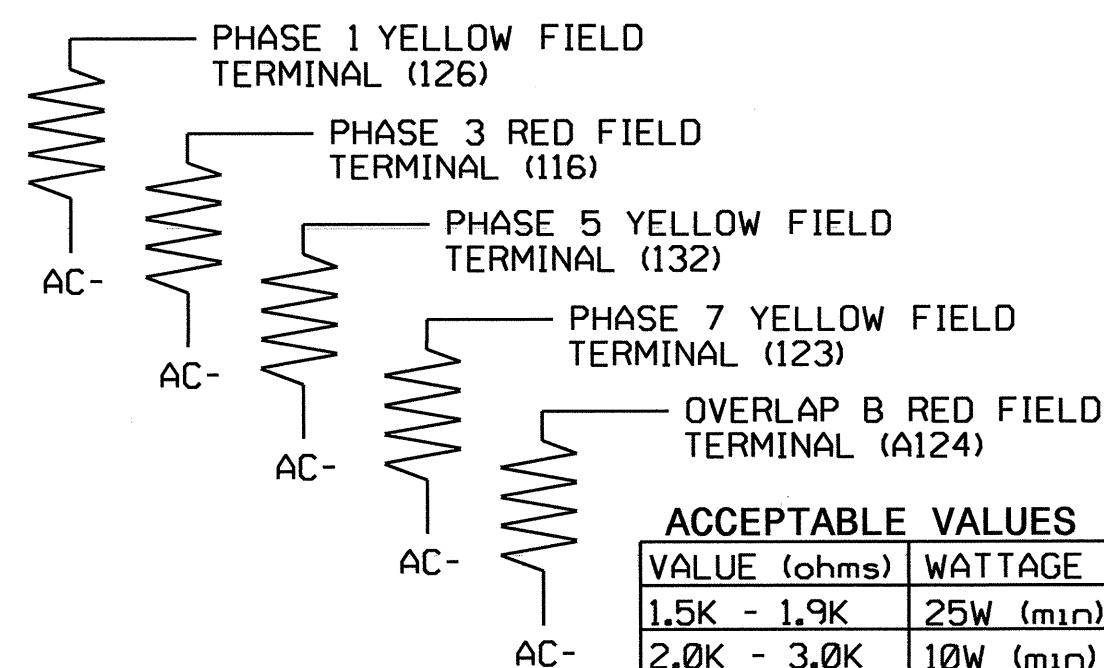 PHASE 1 YELLOW FIELD
TERMINAL (126)
AC-
PHASE 3 RED FIELD
TERMINAL (116)
AC-
PHASE 5 YELLOW FIELD
TERMINAL (132)
AC-
PHASE 7 YELLOW FIELD
TERMINAL (123)
AC-
OVERLAP B RED FIELD
TERMINAL (A124)
AC-
ACCEPTABLE VALUES
VALUE (ohms) WATTAGE
1.5K - 1.9K 25W (min)
2.0K - 3.0K 10W (min)